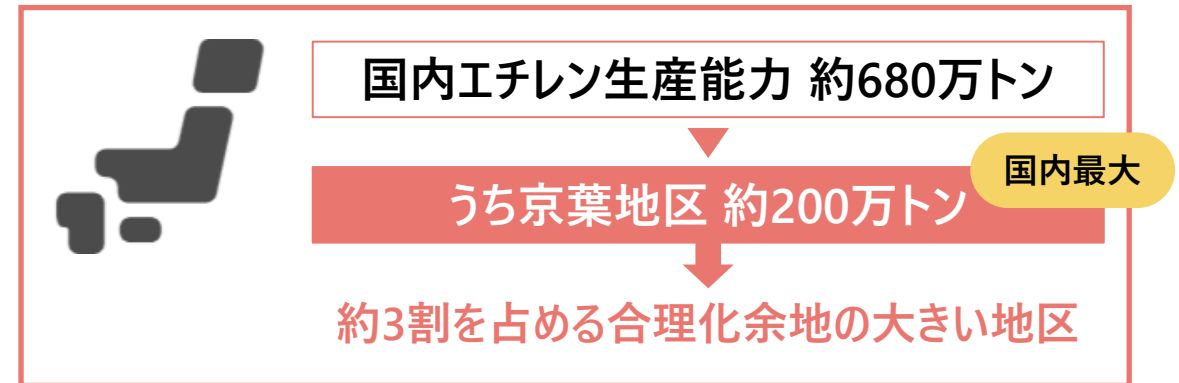 国内エチレン生産能力 約680万トン
国内最大
うち京葉地区 約200万トン
約3割を占める合理化余地の大きい地区